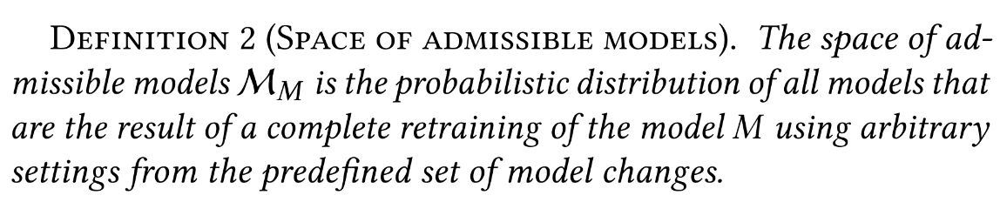 Definition 2 (Space of admissible models). The space of ad-
missible models ℳ_M is the probabilistic distribution of all models that
are the result of a complete retraining of the model M using arbitrary
settings from the predefined set of model changes.